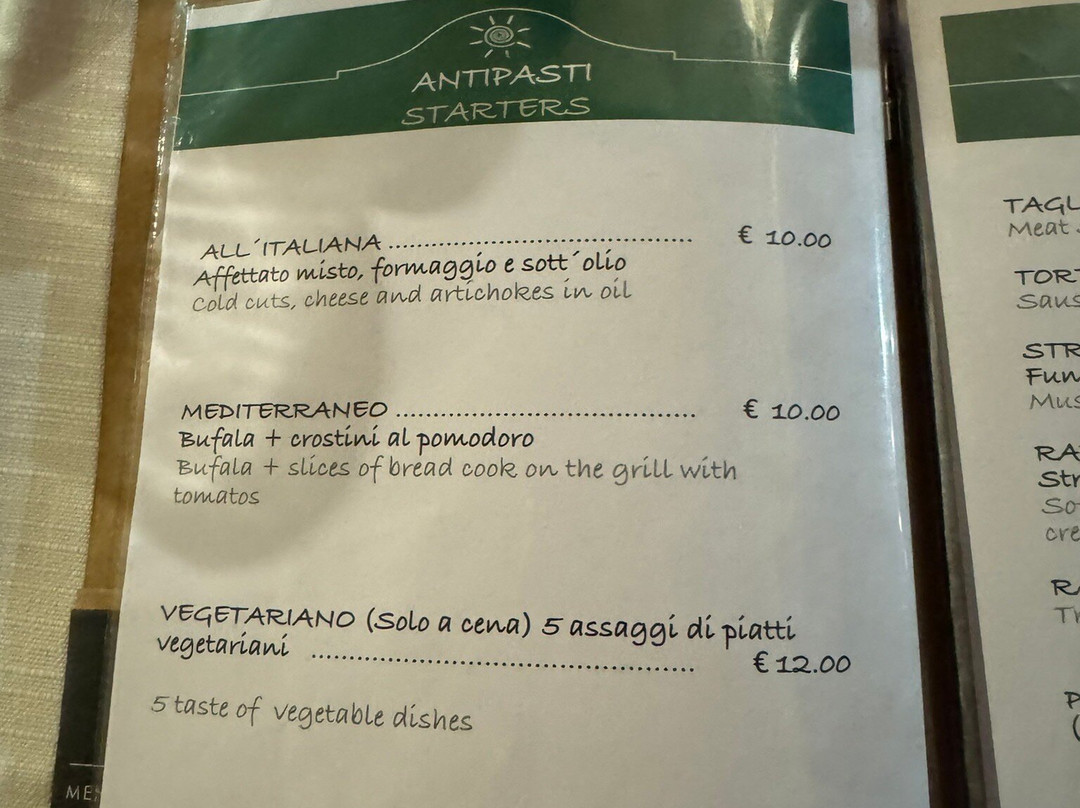 ANTIPASTI
STARTERS
ALL´ITALIANA ........................................ € 10.00
Affettato misto, formaggio e sott´olio
Cold cuts, cheese and artichokes in oil
MEDITERRANEO ....................................... € 10.00
Bufala + crostini al pomodoro
Bufala + slices of bread cook on the grill with
tomatos
VEGETARIANO (Solo a cena) 5 assaggi di piatti
vegetariani .................................................. € 12.00
5 taste of vegetable dishes
Meat